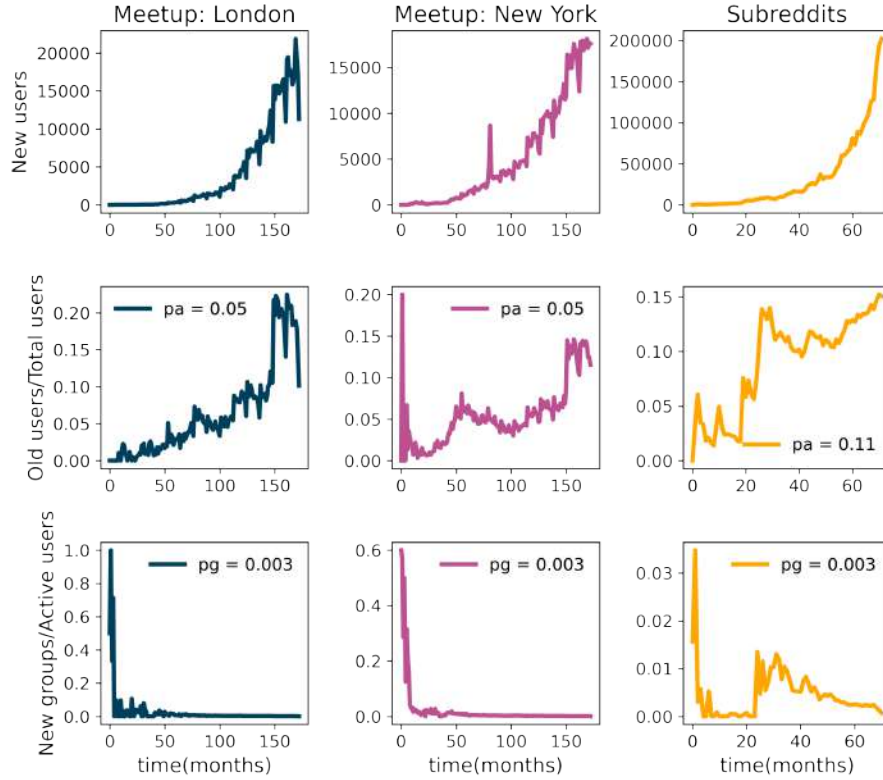 Meetup: London
Meetup: New York
Subreddits
New users
20000
15000
10000
5000
0
0 50 100 150
15000
10000
5000
0
0 50 100 150
200000
150000
100000
50000
0
0 20 40 60
Old users/Total users
0.20
0.15
0.10
0.05
0.00
pa = 0.05
0 50 100 150
0.20
0.15
0.10
0.05
0.00
pa = 0.05
0 50 100 150
0.15
0.10
0.05
0.00
pa = 0.11
0 20 40 60
New groups/Active users
1.0
0.8
0.6
0.4
0.2
0.0
pg = 0.003
0 50 100 150
time(months)
0.6
0.4
0.2
0.0
pg = 0.003
0 50 100 150
time(months)
0.03
0.02
0.01
0.00
pg = 0.003
0 20 40 60
time(months)